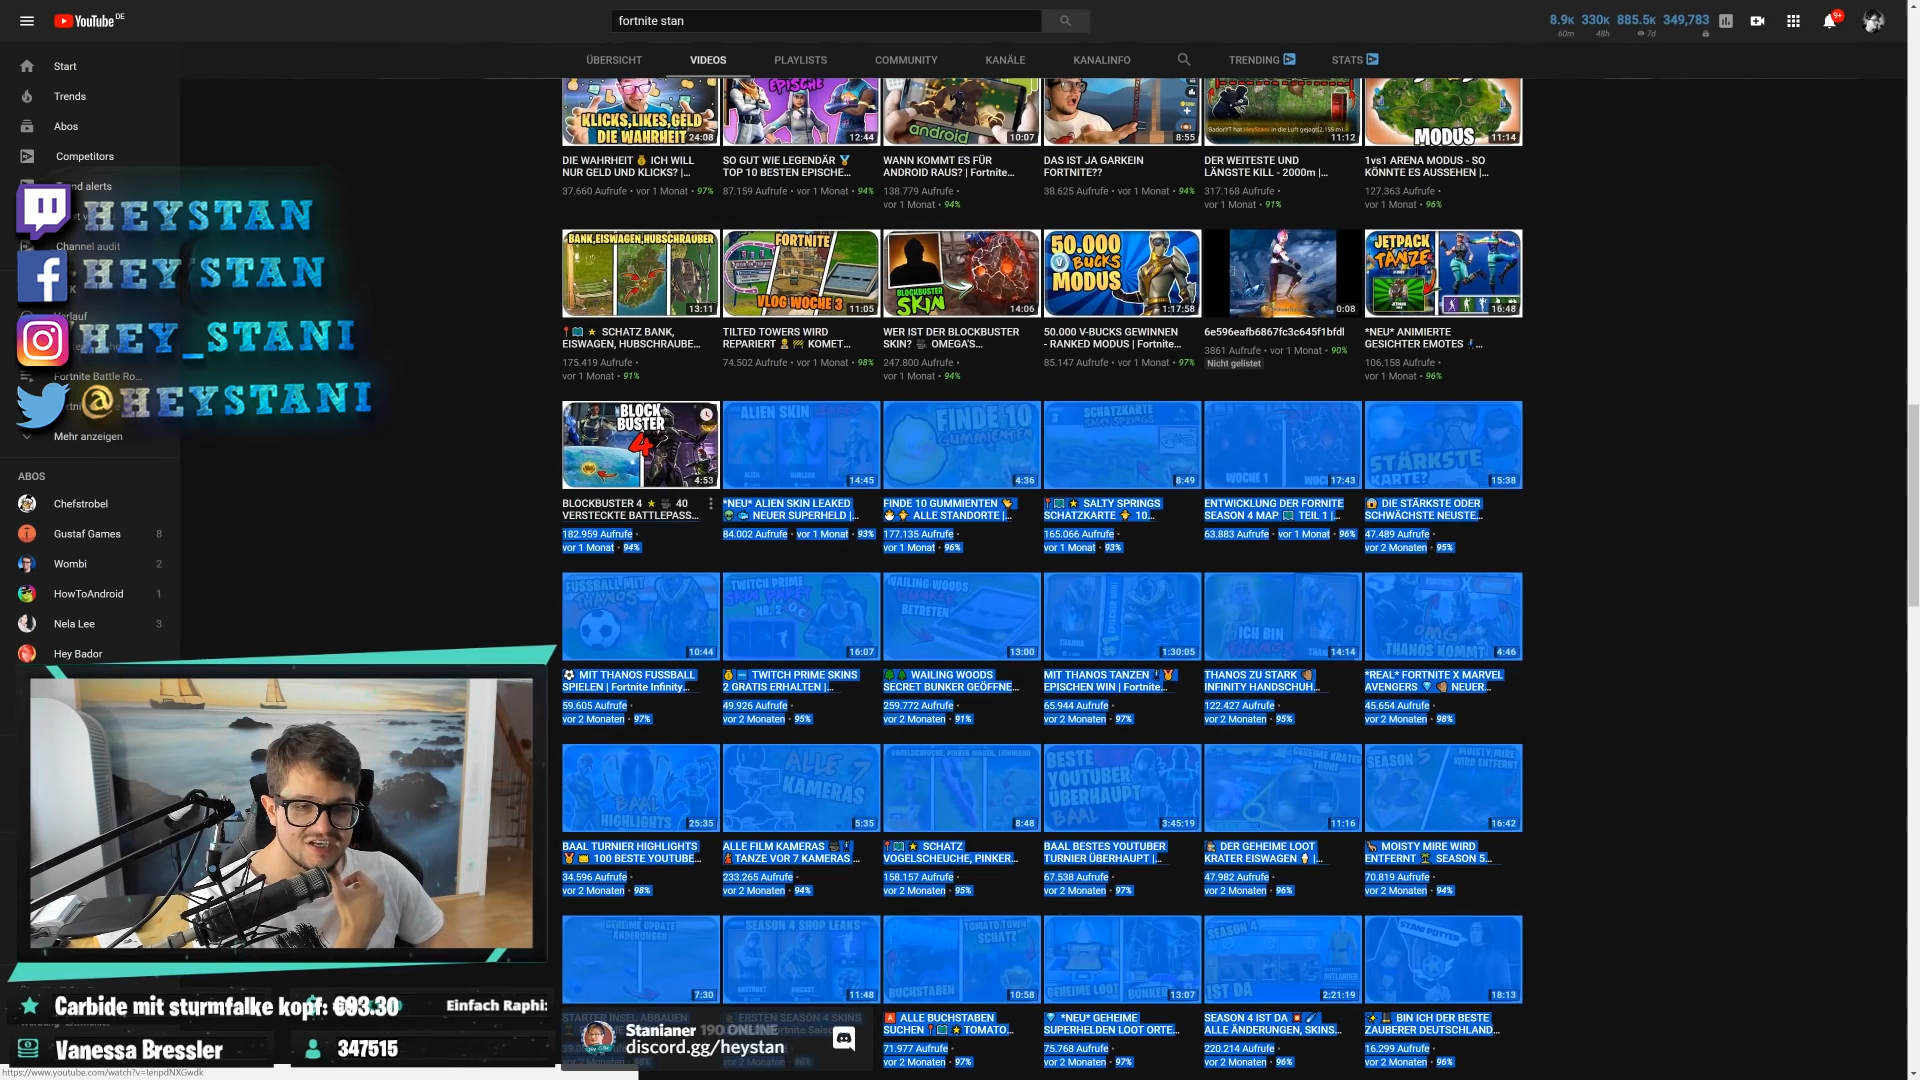 YouTube DE
fortnite stan
8.9K 330K 885.5K 349,783
60m 48h 7d
9+
ÜBERSICHT VIDEOS PLAYLISTS COMMUNITY KANÄLE KANALINFO TRENDING STATS
Start
Trends
Abos
Competitors
Channel audit
Fortnite Battle Ro...
Mehr anzeigen
ABOS
Chefstrobel
Gustaf Games 8
Wombi 2
HowToAndroid 1
Nela Lee 3
Hey Bador
HEYSTAN
HEY STAN
HEY_STANI
@HEYSTANI
KLICKS,LIKES,GELD
DIE WAHRHEIT 24:08
EPISCHE
12:44
android
10:07
8:55
11:12
MODUS
11:14
DIE WAHRHEIT 🥇 ICH WILL
NUR GELD UND KLICKS? |...
37.660 Aufrufe • vor 1 Monat • 97%
SO GUT WIE LEGENDÄR 🏅
TOP 10 BESTEN EPISCHE...
87.159 Aufrufe • vor 1 Monat • 94%
WANN KOMMT ES FÜR
ANDROID RAUS? | Fortnite...
138.779 Aufrufe •
vor 1 Monat • 94%
DAS IST JA GARKEIN
FORTNITE??
38.625 Aufrufe • vor 1 Monat • 94%
DER WEITESTE UND
LÄNGSTE KILL - 2000m |...
317.168 Aufrufe •
vor 1 Monat • 91%
1vs1 ARENA MODUS - SO
KÖNNTE ES AUSSEHEN |...
127.363 Aufrufe •
vor 1 Monat • 96%
BANK,EISWAGEN,HUBSCHRAUBER
13:11
FORTNITE
VLOG WOCHE 3
11:05
BLOCKBUSTER
SKIN
14:06
50.000
V BUCKS
MODUS
1:17:58
0:08
JETPACK
TÄNZE
16:48
📍🗺 ★ SCHATZ BANK,
EISWAGEN, HUBSCHRAUBE...
175.419 Aufrufe •
vor 1 Monat • 91%
TILTED TOWERS WIRD
REPARIERT 👷 🚧 KOMET...
74.502 Aufrufe • vor 1 Monat • 98%
WER IST DER BLOCKBUSTER
SKIN? 🎥 OMEGA'S...
247.800 Aufrufe •
vor 1 Monat • 94%
50.000 V-BUCKS GEWINNEN
- RANKED MODUS | Fortnite...
85.147 Aufrufe • vor 1 Monat • 97%
6e596eafb6867fc3c645f1bfdl
3861 Aufrufe • vor 1 Monat • 90%
Nicht gelistet
*NEU* ANIMIERTE
GESICHTER EMOTES
106.158 Aufrufe •
vor 1 Monat • 96%
BLOCK
BUSTER
4
4:53
ALIEN SKIN
14:45
FINDE 10
GUMMIENTEN
4:36
SCHATZKARTE
SALTY SPRINGS
8:49
WOCHE 1
17:43
STÄRKSTE
KARTE?
15:38
BLOCKBUSTER 4 ★ 🎥 40
VERSTECKTE BATTLEPASS...
182.959 Aufrufe •
vor 1 Monat • 94%
*NEU* ALIEN SKIN LEAKED
👽 NEUER SUPERHELD |...
84.002 Aufrufe • vor 1 Monat • 93%
FINDE 10 GUMMIENTEN
🐣 ALLE STANDORTE |...
177.135 Aufrufe •
vor 1 Monat • 96%
📍🗺 ★ SALTY SPRINGS
SCHATZKARTE 10...
165.066 Aufrufe •
vor 1 Monat • 93%
ENTWICKLUNG DER FORNITE
SEASON 4 MAP 🗺 TEIL 1 |...
63.883 Aufrufe • vor 1 Monat • 96%
😱 DIE STÄRKSTE ODER
SCHWÄCHSTE NEUSTE...
47.489 Aufrufe •
vor 2 Monaten • 95%
FUSSBALL MIT
THANOS
10:44
TWITCH PRIME
SKIN PAKET
NR. 2
16:07
WAILING WOODS
BUNKER
BETRETEN
13:00
#1 EPISCHER WIN!
1:30:05
ICH BIN
THANOS
14:14
OMG
THANOS KOMMT
4:46
⚽ MIT THANOS FUSSBALL
SPIELEN | Fortnite Infinity...
59.605 Aufrufe •
vor 2 Monaten • 97%
TWITCH PRIME SKINS
2 GRATIS ERHALTEN |...
49.926 Aufrufe •
vor 2 Monaten • 95%
🌳🌲 WAILING WOODS
SECRET BUNKER GEÖFFNE...
259.772 Aufrufe •
vor 2 Monaten • 91%
MIT THANOS TANZEN
EPISCHEN WIN | Fortnite...
65.944 Aufrufe •
vor 2 Monaten • 97%
THANOS ZU STARK
INFINITY HANDSCHUH...
122.427 Aufrufe •
vor 2 Monaten • 95%
*REAL* FORTNITE X MARVEL
AVENGERS 💎 NEUER...
45.654 Aufrufe •
vor 2 Monaten • 98%
BAAL
HIGHLIGHTS
25:35
ALLE 7
KAMERAS
5:35
VOGELSCHEUCHE, PINKER WAGEN, LEINWAND
8:48
BESTE
YOUTUBER
ÜBERHAUPT
BAAL
3:45:19
GEHEIME KRATER
TRUHE
11:16
SEASON 5
MOISTY MIRE
WIRD
ENTFERNT
16:42
BAAL TURNIER HIGHLIGHTS
🏅 👑 100 BESTE YOUTUBE...
34.596 Aufrufe •
vor 2 Monaten • 98%
ALLE FILM KAMERAS
TANZE VOR 7 KAMERAS ...
233.265 Aufrufe •
vor 2 Monaten • 94%
📍🗺 ★ SCHATZ
VOGELSCHEUCHE, PINKER...
158.157 Aufrufe •
vor 2 Monaten • 95%
BAAL BESTES YOUTUBER
TURNIER ÜBERHAUPT |...
67.538 Aufrufe •
vor 2 Monaten • 97%
DER GEHEIME LOOT
KRATER EISWAGEN 🍦 |...
47.982 Aufrufe •
vor 2 Monaten • 96%
MOISTY MIRE WIRD
ENTFERNT 🌴 SEASON 5...
70.819 Aufrufe •
vor 2 Monaten • 94%
GEHEIME UPDATE
ÄNDERUNGEN
7:30
SEASON 4 SHOP LEAKS
11:48
TOMATO TOWN
SCHATZ
BUCHSTABEN
10:58
GEHEIME LOOT
BUNKER
13:07
SEASON 4
IST DA
2:21:19
STANI POTTER
18:13
STARTER INSEL, ABBAUEN
ERSTEN SEASON 4 SKINS
🅰 ALLE BUCHSTABEN
SUCHEN 📍🗺 ★ TOMATO...
71.977 Aufrufe •
vor 2 Monaten • 97%
💎 *NEU* GEHEIME
SUPERHELDEN LOOT ORTE...
75.768 Aufrufe •
vor 2 Monaten • 97%
SEASON 4 IST DA 💥
ALLE ÄNDERUNGEN, SKINS...
220.214 Aufrufe •
vor 2 Monaten • 96%
BIN ICH DER BESTE
ZAUBERER DEUTSCHLAND...
16.299 Aufrufe •
vor 2 Monaten • 96%
Carbide mit sturmfalke kopf: €93.30
Einfach Raphi:
Vanessa Bressler
347515
Stanianer 190 ONLINE
discord.gg/heystan
https://www.youtube.com/watch?v=IenpdNXGwdk